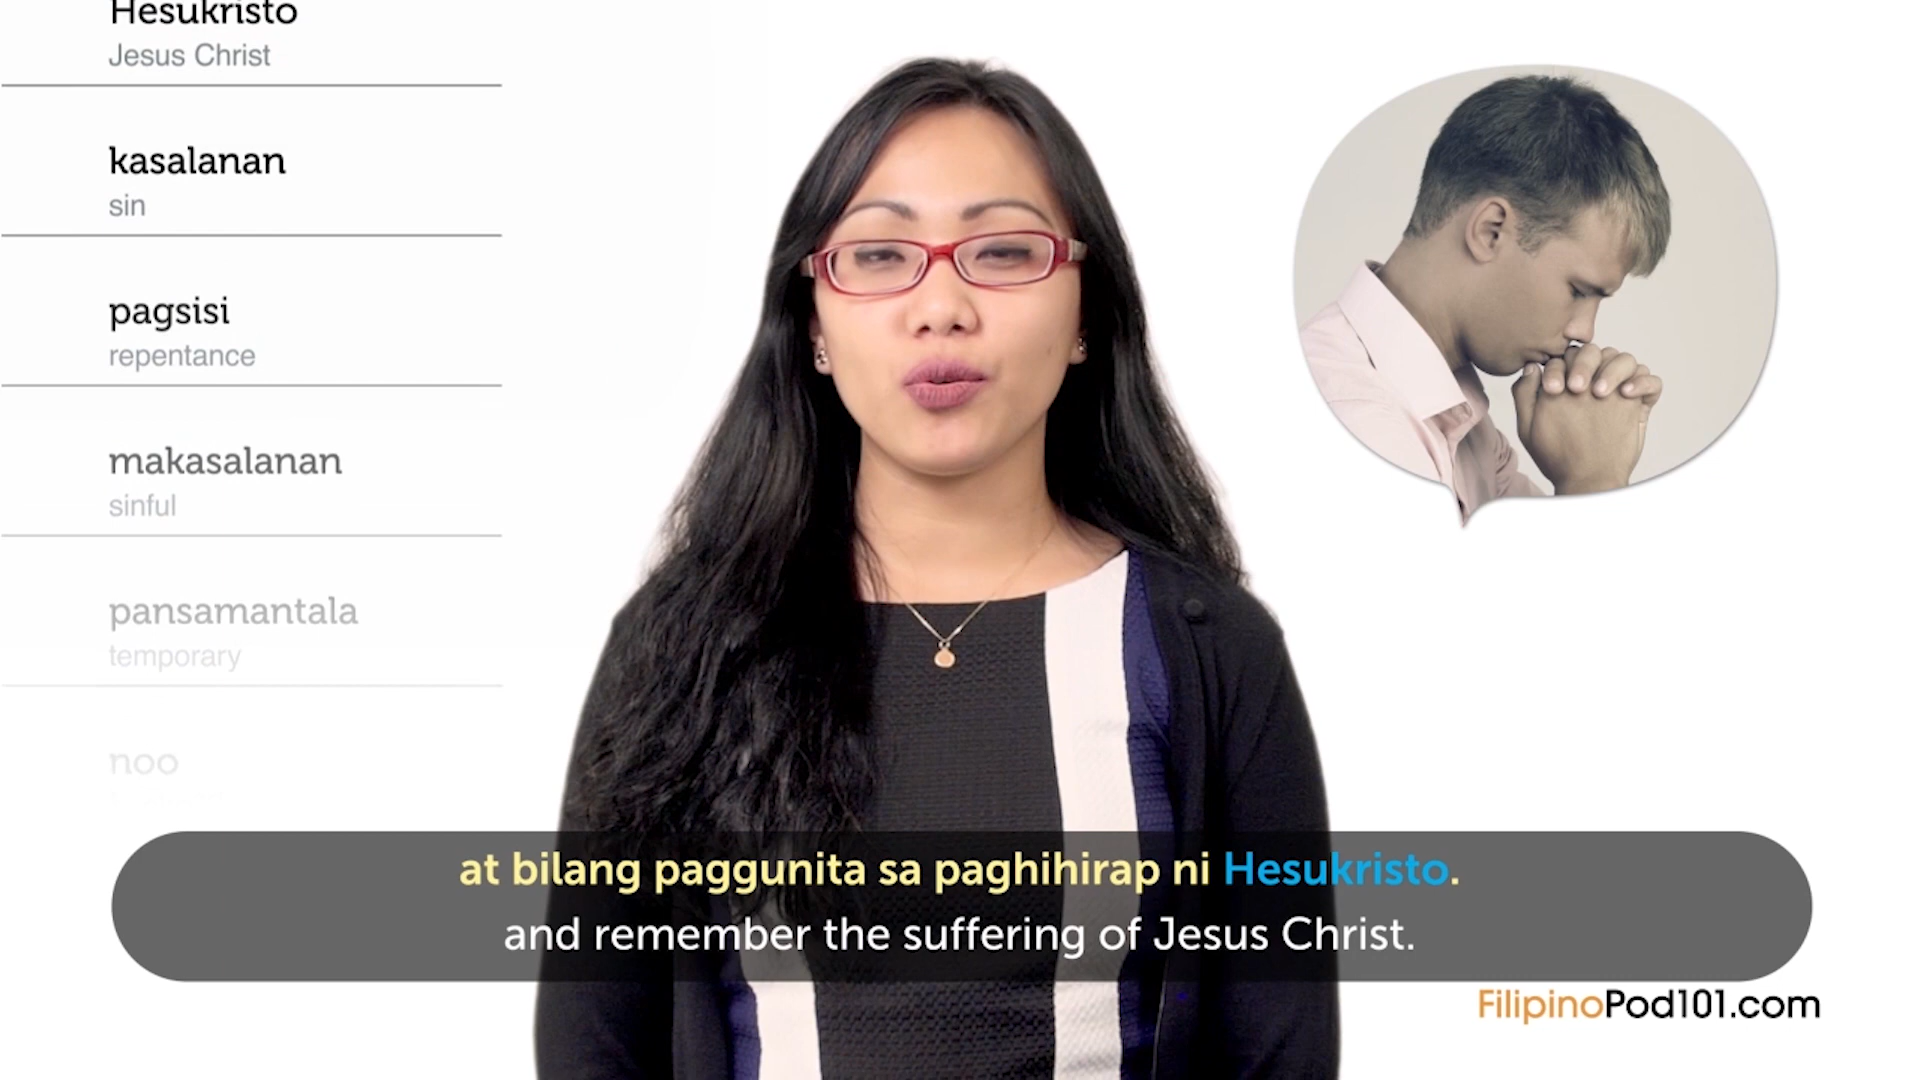 Hesukristo
Jesus Christ
kasalanan
sin
pagsisi
repentance
makasalanan
sinful
pansamantala
temporary
noo
at bilang paggunita sa paghihirap ni Hesukristo.
and remember the suffering of Jesus Christ.
FilipinoPod101.com